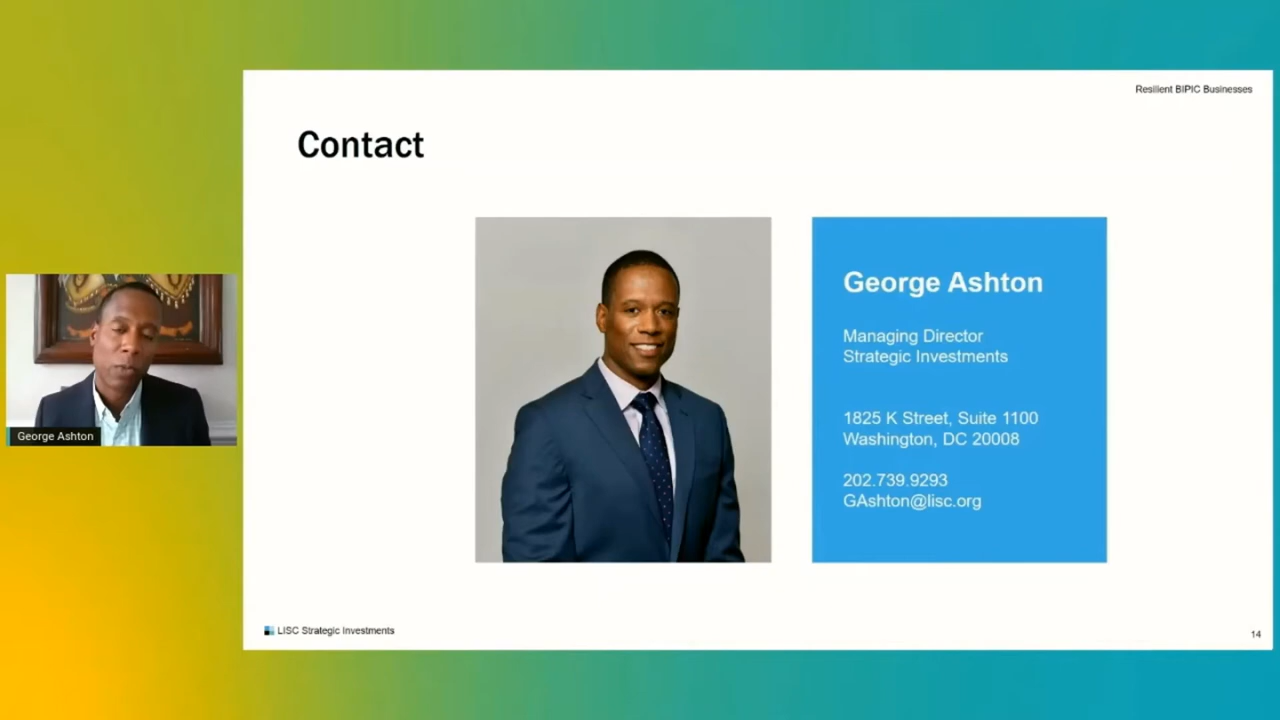 Resilient BIPIC Businesses
Contact
George Ashton
Managing Director
Strategic Investments
1825 K Street, Suite 1100
Washington, DC 20008
202.739.9293
GAshton@lisc.org
George Ashton
LISC Strategic Investments
14